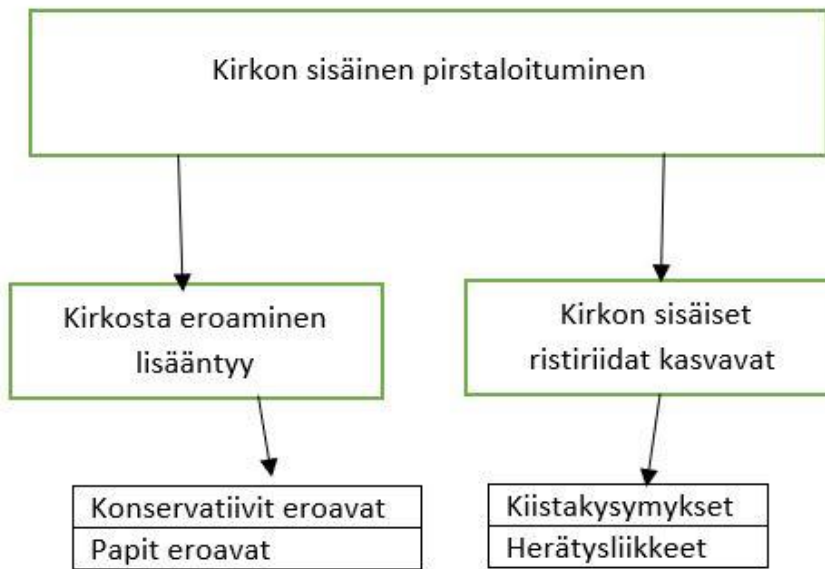 Kirkon sisäinen pirstaloituminen
Kirkosta eroaminen
lisääntyy
Kirkon sisäiset
ristiriidat kasvavat
Konservatiivit eroavat
Papit eroavat
Kiistakysymykset
Herätysliikkeet